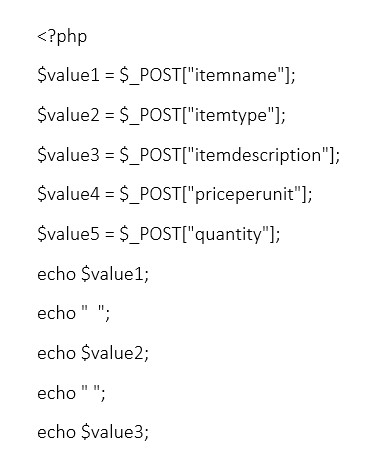 <?php
$value1 = $_POST["itemname"];
$value2 = $_POST["itemtype"];
$value3 = $_POST["itemdescription"];
$value4 = $_POST["priceperunit"];
$value5 = $_POST["quantity"];
echo $value1;
echo "  ";
echo $value2;
echo " ";
echo $value3;